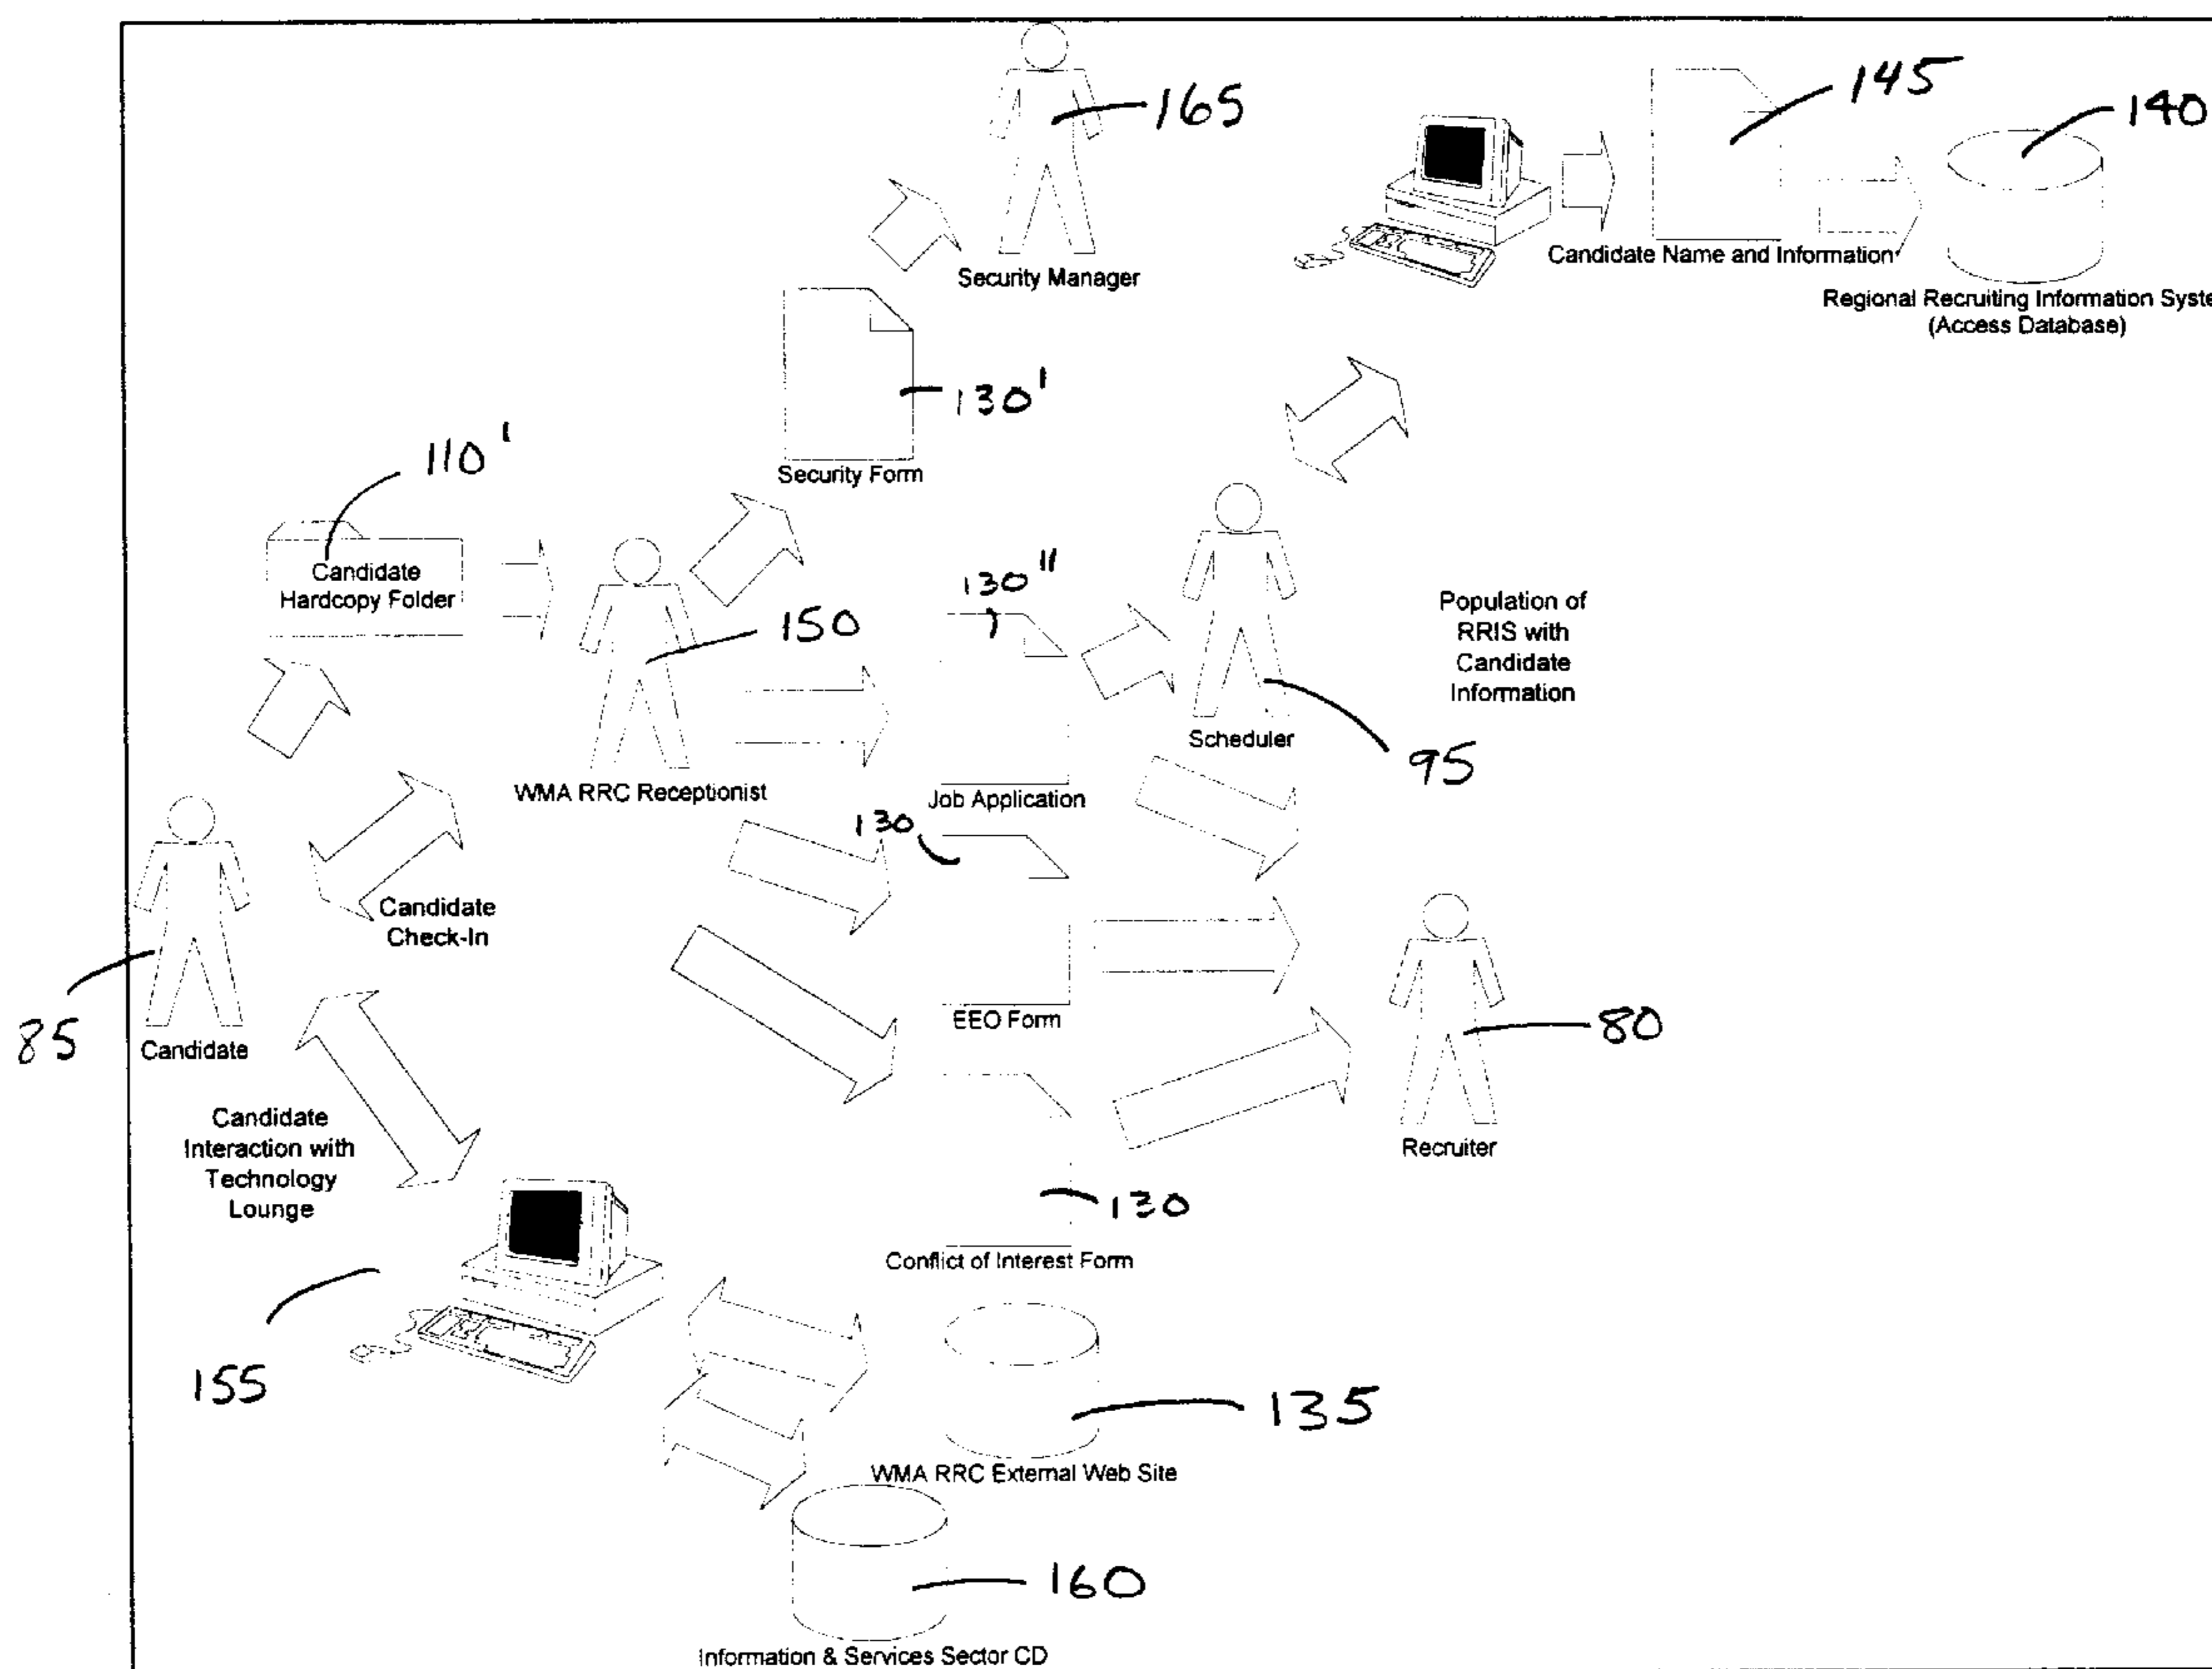 165
145
140
Security Manager
Candidate Name and Information
Regional Recruiting Information Syste
(Access Database)
130'
Security Form
110'
Candidate
Hardcopy Folder
150
WMA RRC Receptionist
130"
Job Application
Scheduler
95
Population of
RRIS with
Candidate
Information
130
EEO Form
Candidate
Check-In
85
Candidate
80
Recruiter
Candidate
Interaction with
Technology
Lounge
130
Conflict of Interest Form
155
135
WMA RRC External Web Site
160
Information & Services Sector CD